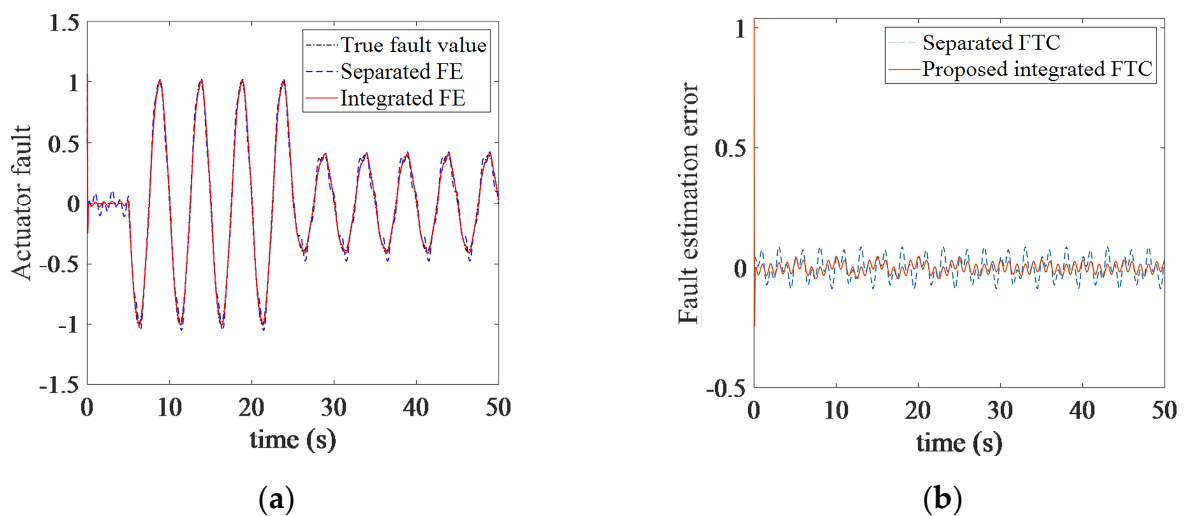 1.5
1
0.5
0
-0.5
-1
-1.5
Actuator fault
True fault value
Separated FE
Integrated FE
0 10 20 30 40 50
time (s)
(a)
1
0.5
0
-0.5
Fault estimation error
Separated FTC
Proposed integrated FTC
0 10 20 30 40 50
time (s)
(b)